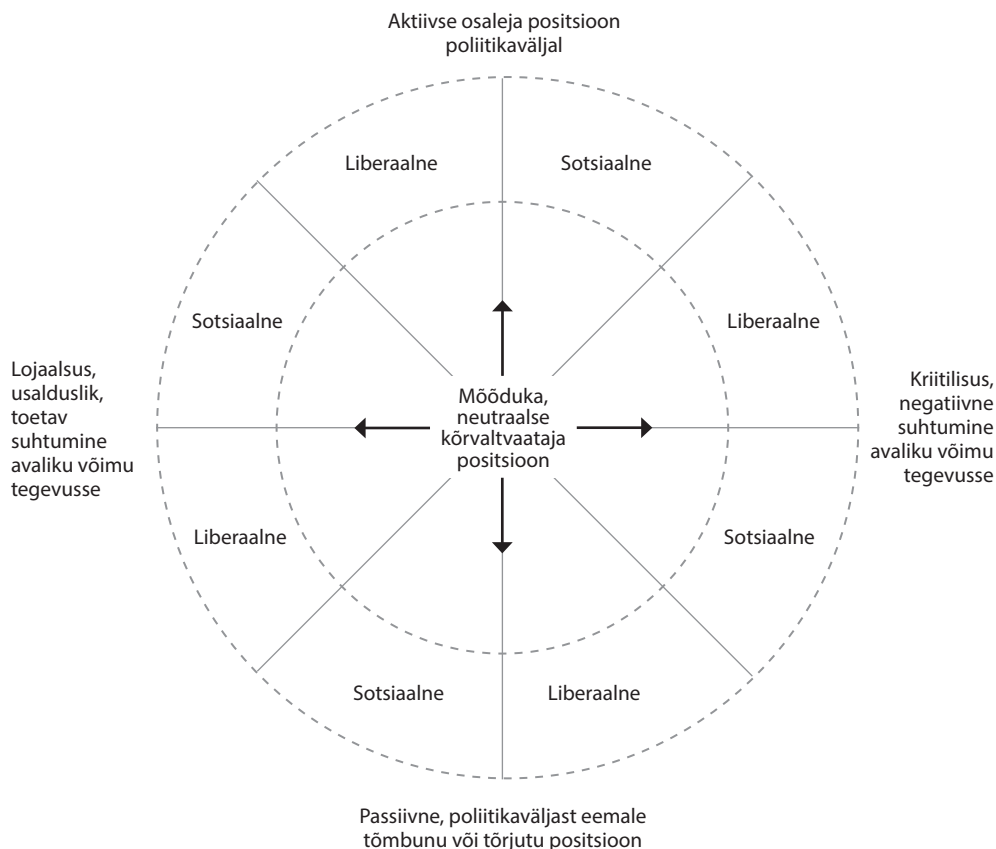 Aktiivse osaleja positsioon
poliitikaväljal
Liberaalne
Sotsiaalne
Sotsiaalne
Liberaalne
Lojaalsus,
usalduslik,
toetav
suhtumine
avaliku võimu
tegevusse
Mõõduka,
neutraalse
kõrvaltvaataja
positsioon
Kriitilisus,
negatiivne
suhtumine
avaliku võimu
tegevusse
Liberaalne
Sotsiaalne
Sotsiaalne
Liberaalne
Passiivne, poliitikaväljast eemale
tõmbunu või tõrjutu positsioon